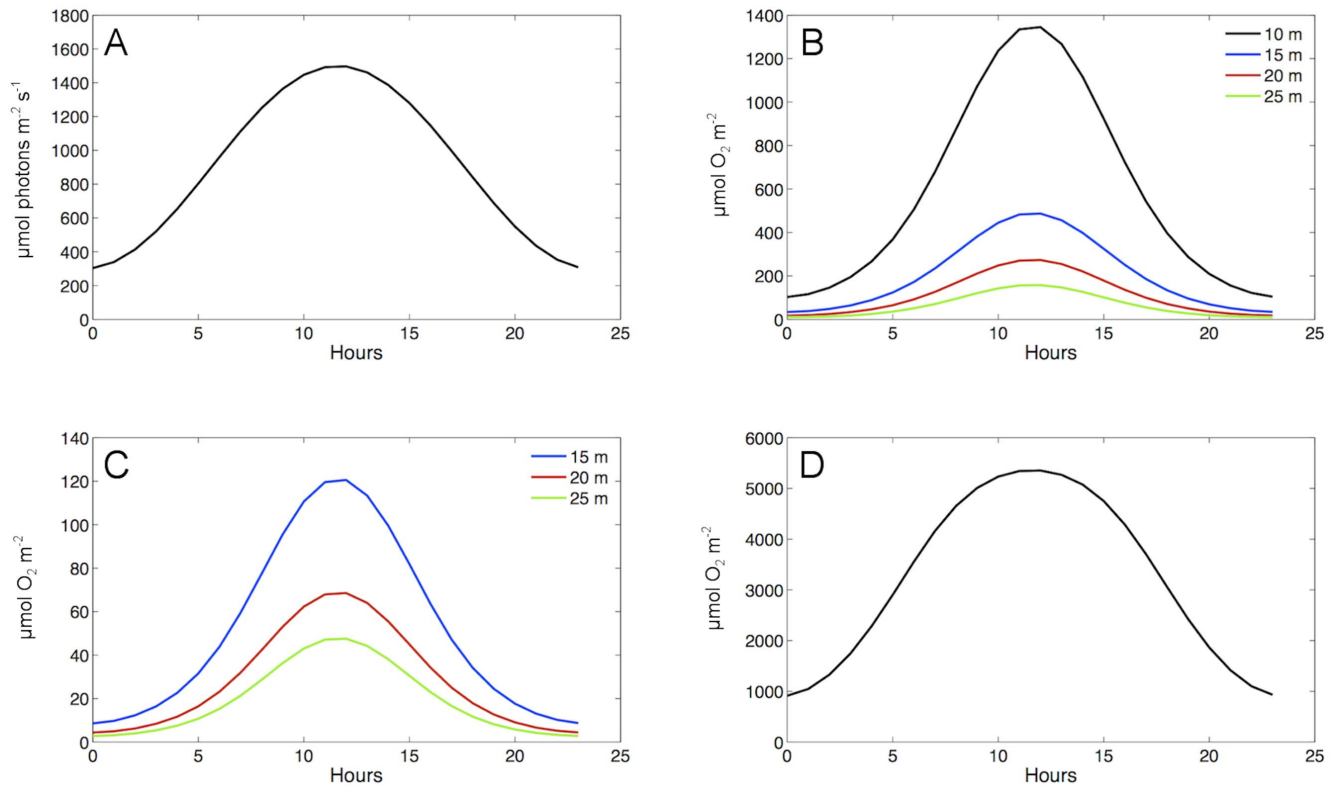 A
µmol photons m⁻² s⁻¹
1800
1600
1400
1200
1000
800
600
400
200
0
0 5 10 15 20 25
Hours
B
µmol O₂ m⁻²
1400
1200
1000
800
600
400
200
0
10 m
15 m
20 m
25 m
0 5 10 15 20 25
Hours
C
µmol O₂ m⁻²
140
120
100
80
60
40
20
0
15 m
20 m
25 m
0 5 10 15 20 25
Hours
D
µmol O₂ m⁻²
6000
5000
4000
3000
2000
1000
0
0 5 10 15 20 25
Hours